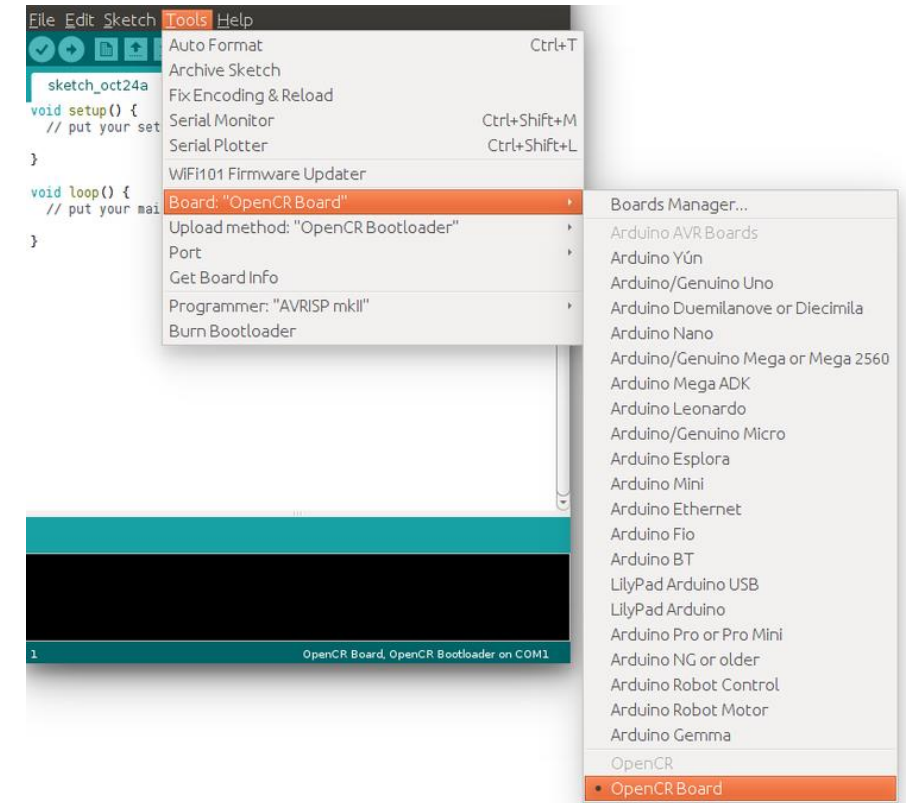 File Edit Sketch Tools Help
sketch_oct24a
void setup() {
// put your set
}
void loop() {
// put your mai
}
Auto Format Ctrl+T
Archive Sketch
Fix Encoding & Reload
Serial Monitor Ctrl+Shift+M
Serial Plotter Ctrl+Shift+L
WiFi101 Firmware Updater
Board: "OpenCR Board"
Upload method: "OpenCR Bootloader"
Port
Get Board Info
Programmer: "AVRISP mkII"
Burn Bootloader
Boards Manager...
Arduino AVR Boards
Arduino Yún
Arduino/Genuino Uno
Arduino Duemilanove or Diecimila
Arduino Nano
Arduino/Genuino Mega or Mega 2560
Arduino Mega ADK
Arduino Leonardo
Arduino/Genuino Micro
Arduino Esplora
Arduino Mini
Arduino Ethernet
Arduino Fio
Arduino BT
LilyPad Arduino USB
LilyPad Arduino
Arduino Pro or Pro Mini
Arduino NG or older
Arduino Robot Control
Arduino Robot Motor
Arduino Gemma
OpenCR
OpenCR Board
1 OpenCR Board, OpenCR Bootloader on COM1